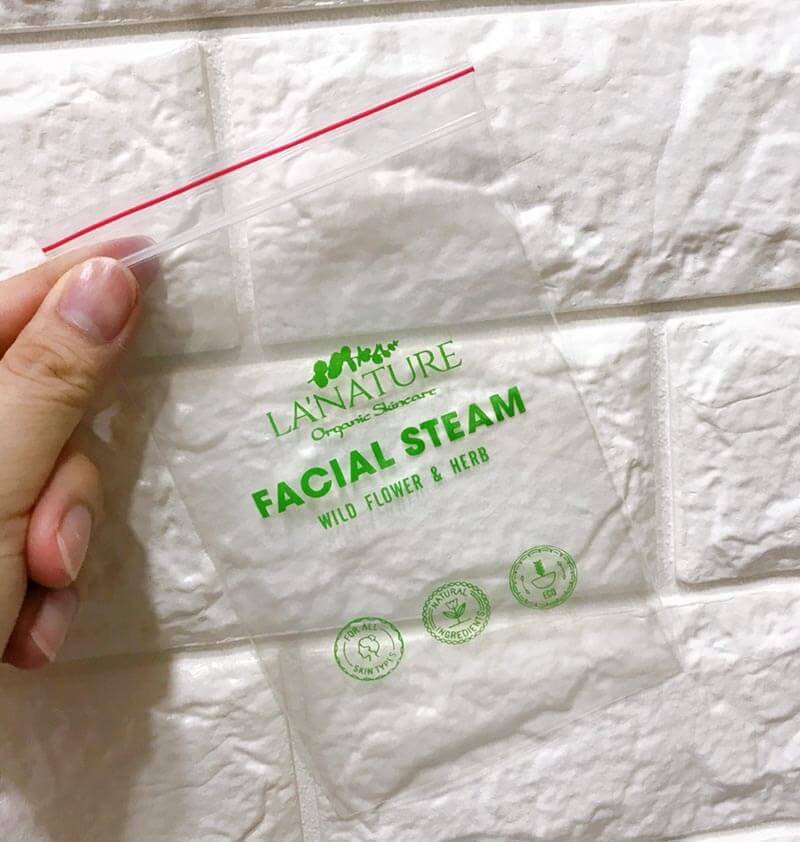 LA'NATURE
Organic Skincare
FACIAL STEAM
WILD FLOWER & HERB
FOR ALL
SKIN TYPES
NATURAL
INGREDIENTS
ECO